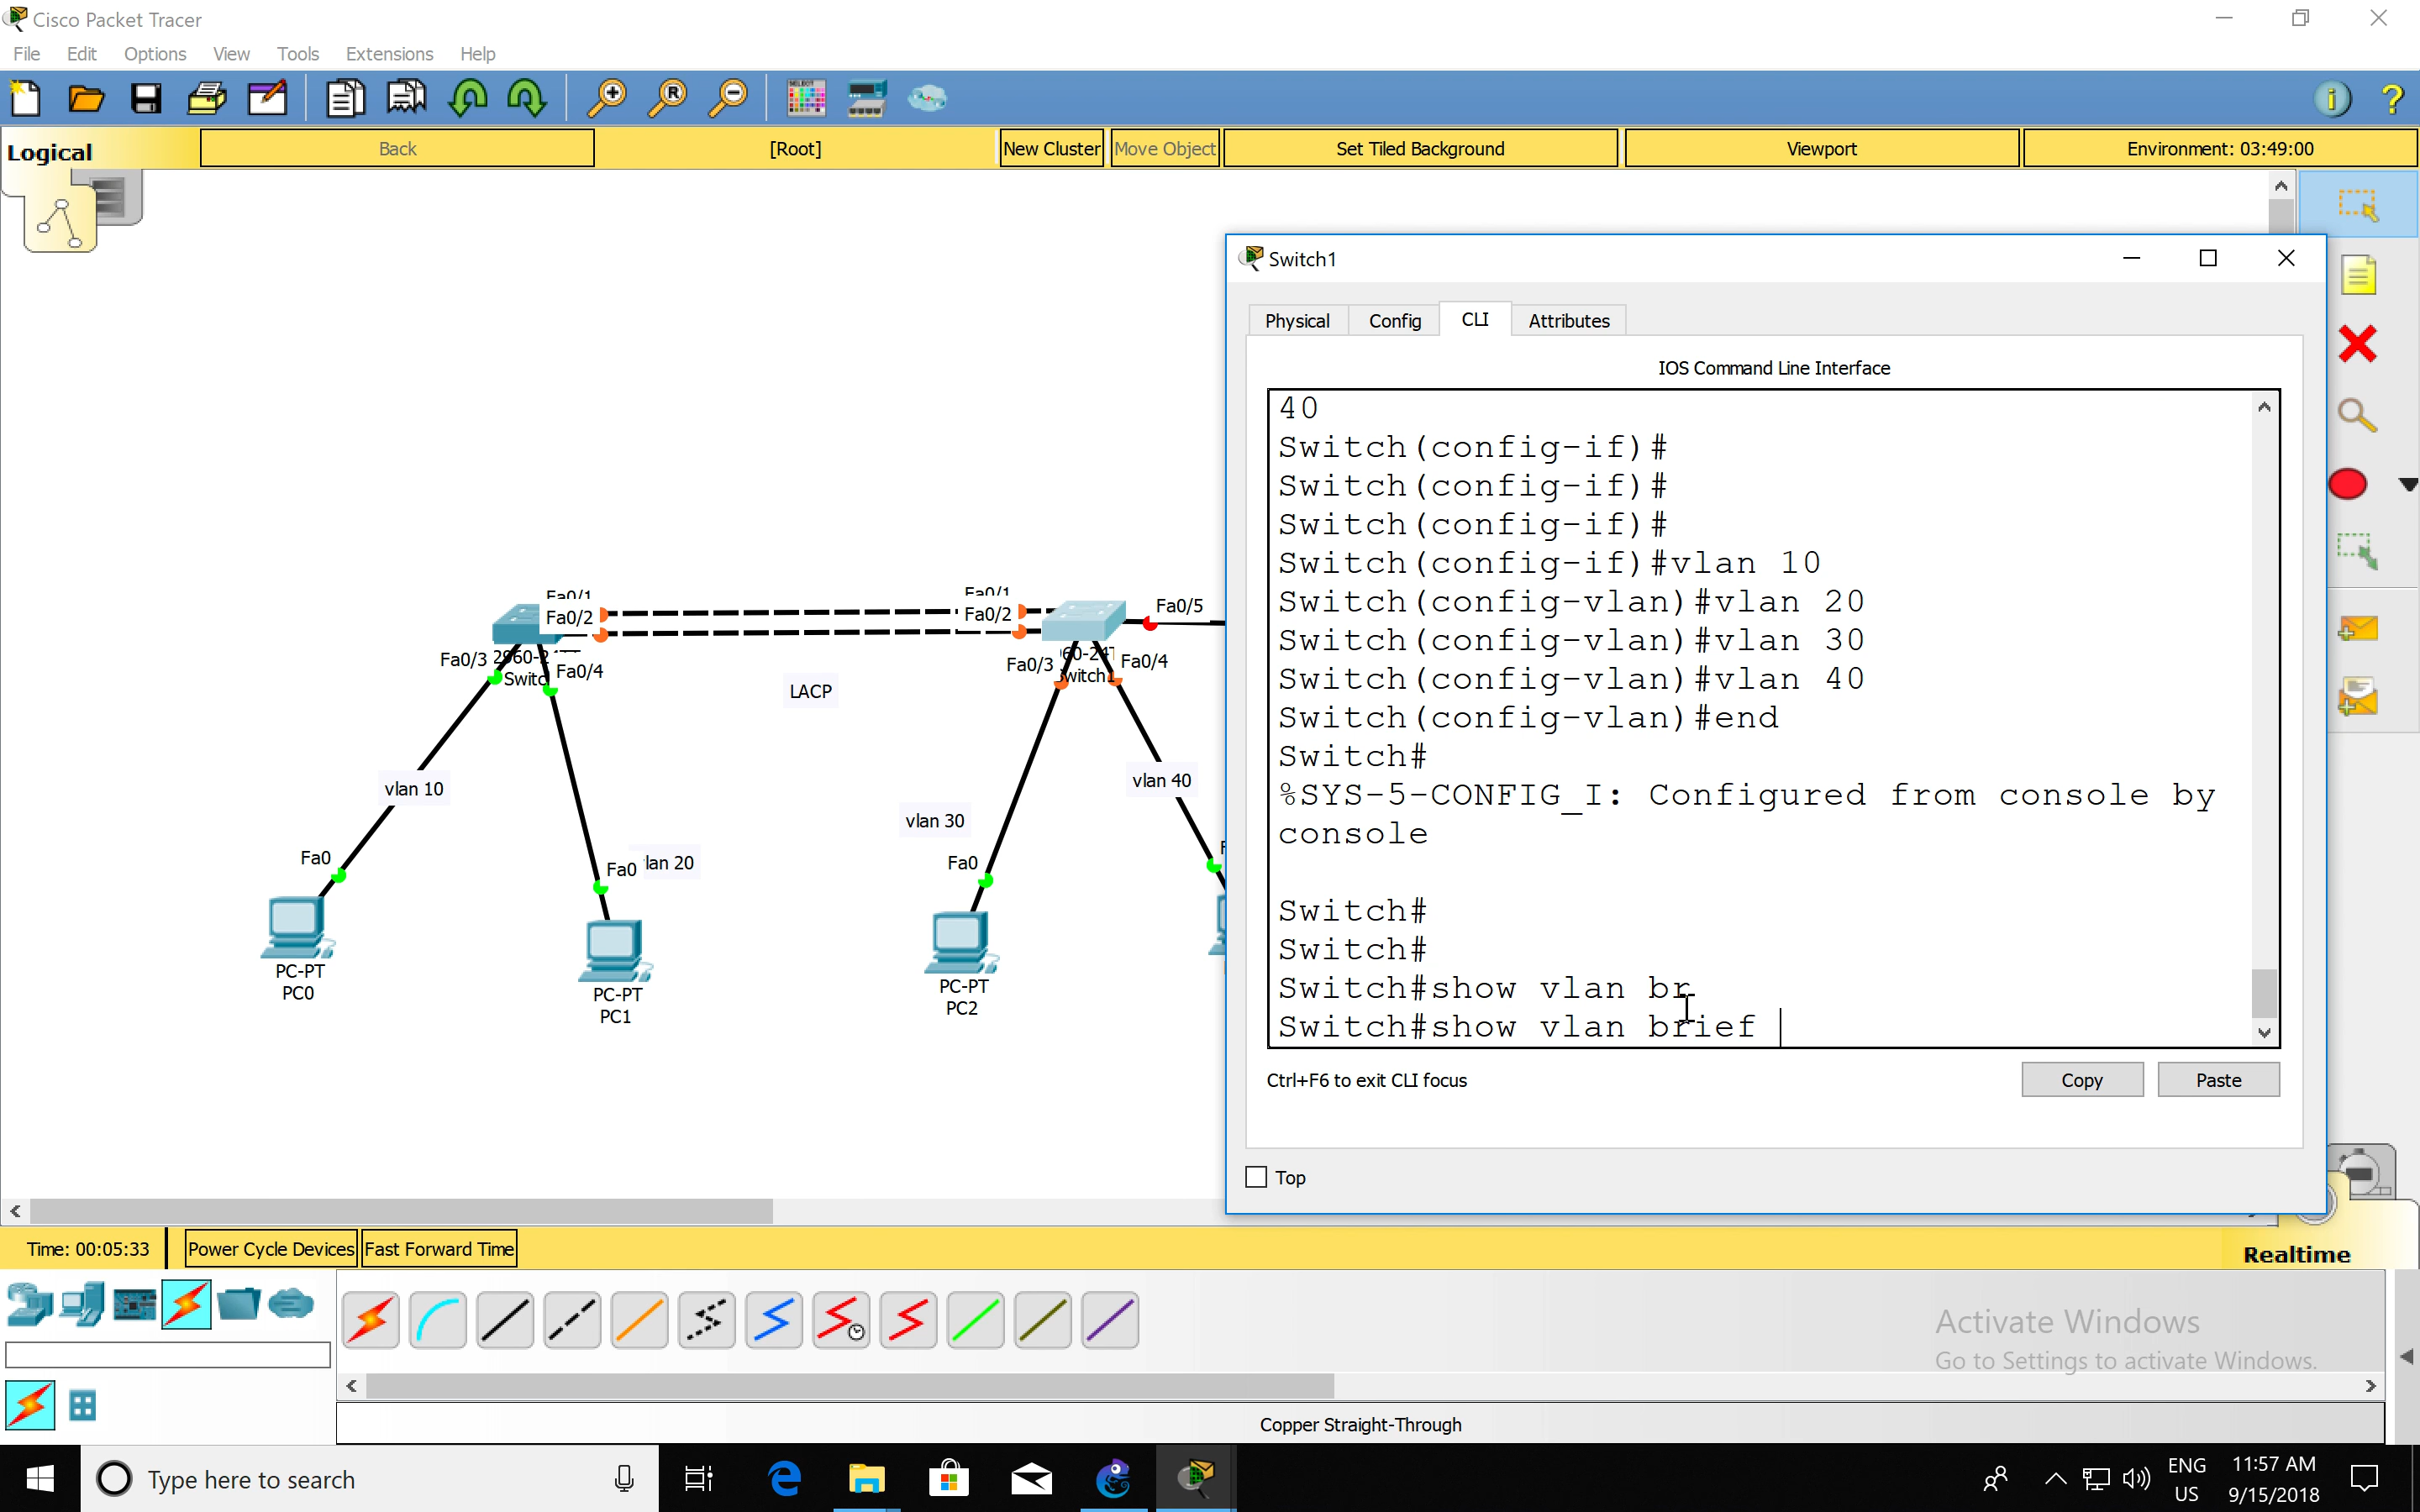 Cisco Packet Tracer
File Edit Options View Tools Extensions Help
Logical Back [Root] New Cluster Move Object Set Tiled Background Viewport Environment: 03:49:00
Switch1
Physical Config CLI Attributes
IOS Command Line Interface
40
Switch(config-if)#
Switch(config-if)#
Switch(config-if)#
Switch(config-if)#vlan 10
Switch(config-vlan)#vlan 20
Switch(config-vlan)#vlan 30
Switch(config-vlan)#vlan 40
Switch(config-vlan)#end
Switch#
%SYS-5-CONFIG_I: Configured from console by
console
Switch#
Switch#
Switch#show vlan br
Switch#show vlan brief
Ctrl+F6 to exit CLI focus
Copy Paste
Top
Fa0/1
Fa0/2
Fa0/3
Fa0/4
Switc
Fa0/1
Fa0/2
Fa0/5
Fa0/3
Fa0/4
witch1
LACP
vlan 10
lan 20
vlan 30
vlan 40
Fa0
Fa0
Fa0
PC-PT
PC0
PC-PT
PC1
PC-PT
PC2
Time: 00:05:33 Power Cycle Devices Fast Forward Time
Realtime
Activate Windows
Go to Settings to activate Windows.
Copper Straight-Through
Type here to search
ENG
US
11:57 AM
9/15/2018